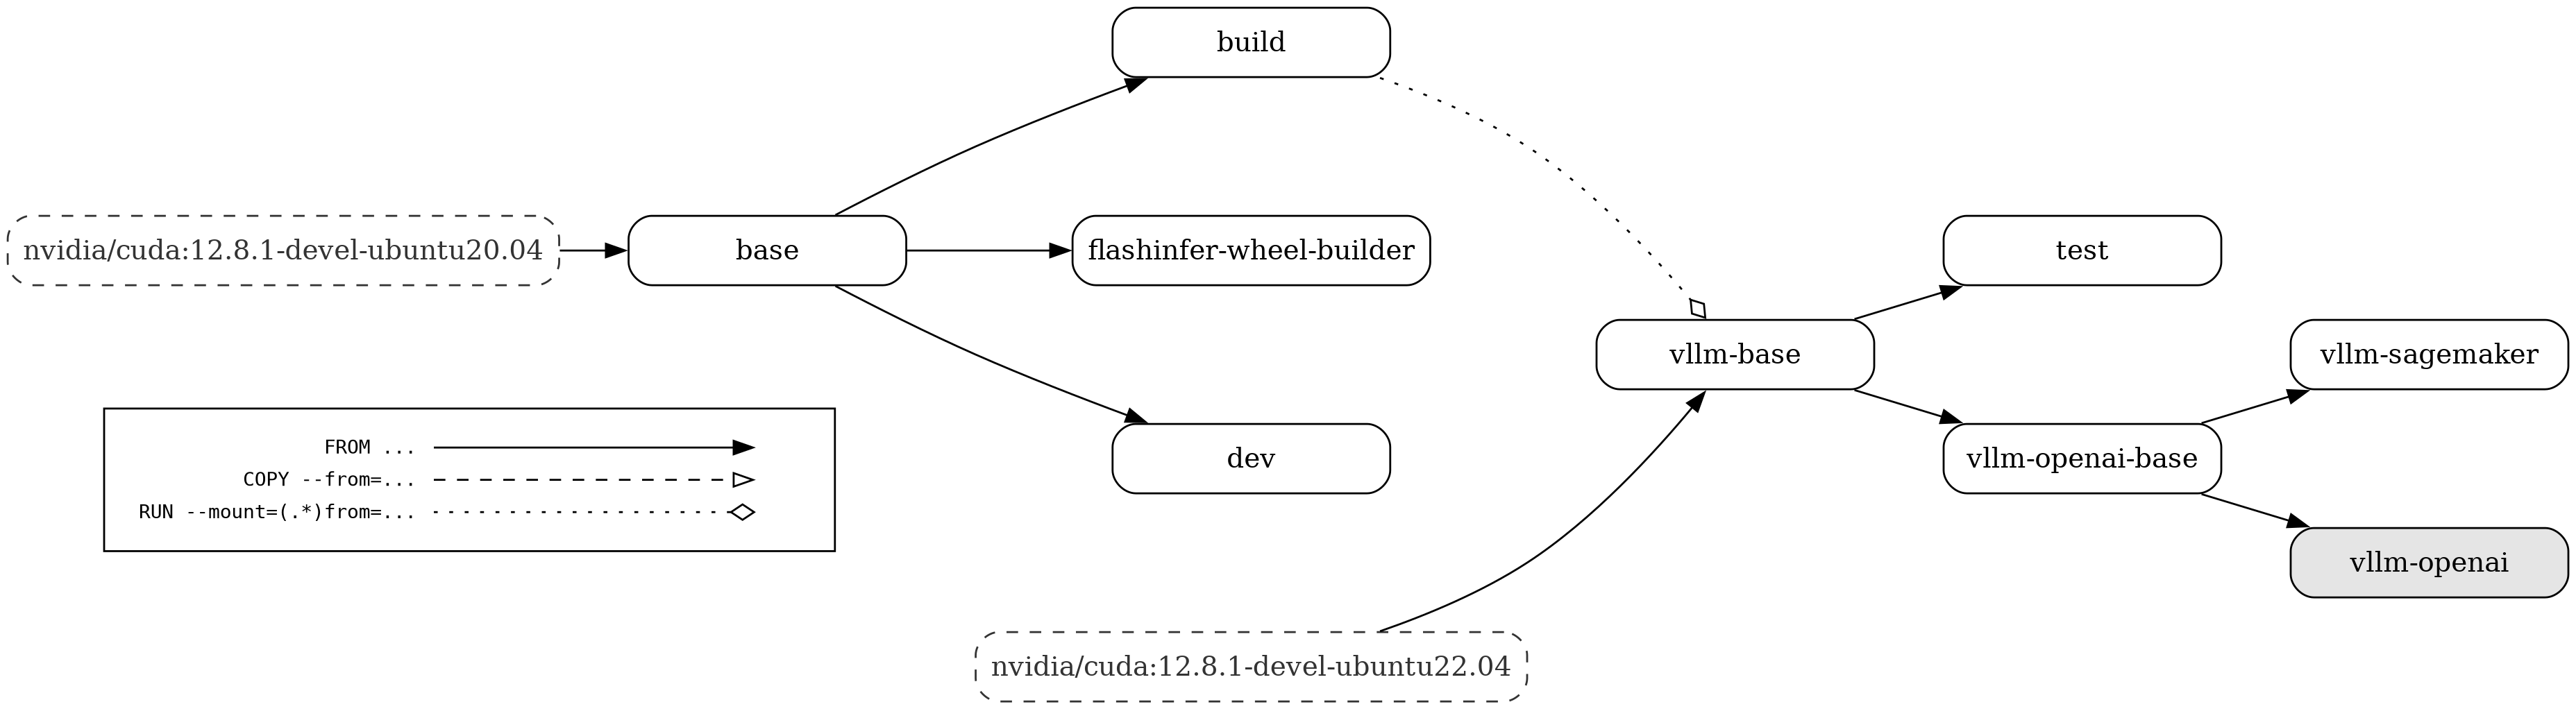 build
nvidia/cuda:12.8.1-devel-ubuntu20.04
base
flashinfer-wheel-builder
test
vllm-base
vllm-sagemaker
dev
vllm-openai-base
vllm-openai
nvidia/cuda:12.8.1-devel-ubuntu22.04
FROM ...
COPY --from=...
RUN --mount=(.*)from=...